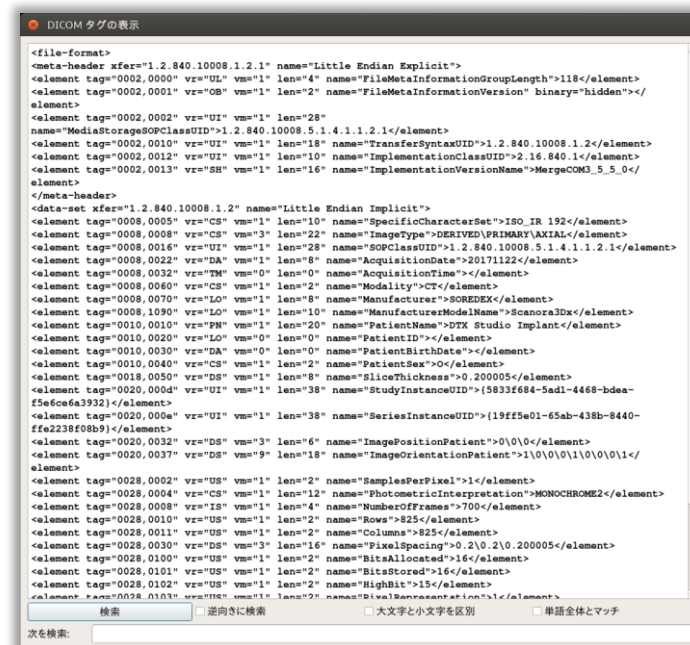 DICOM タグの表示
<file-format>
<meta-header xfer="1.2.840.10008.1.2.1" name="Little Endian Explicit">
<element tag="0002,0000" vr="UL" vm="1" len="4" name="FileMetaInformationGroupLength">118</element>
<element tag="0002,0001" vr="OB" vm="1" len="2" name="FileMetaInformationVersion" binary="hidden"></
element>
<element tag="0002,0002" vr="UI" vm="1" len="28"
name="MediaStorageSOPClassUID">1.2.840.10008.5.1.4.1.1.2.1</element>
<element tag="0002,0010" vr="UI" vm="1" len="18" name="TransferSyntaxUID">1.2.840.10008.1.2</element>
<element tag="0002,0012" vr="UI" vm="1" len="10" name="ImplementationClassUID">2.16.840.1</element>
<element tag="0002,0013" vr="SH" vm="1" len="16" name="ImplementationVersionName">MergeCOM3_5_5_0</
element>
</meta-header>
<data-set xfer="1.2.840.10008.1.2" name="Little Endian Implicit">
<element tag="0008,0005" vr="CS" vm="1" len="10" name="SpecificCharacterSet">ISO_IR 192</element>
<element tag="0008,0008" vr="CS" vm="3" len="22" name="ImageType">DERIVED\PRIMARY\AXIAL</element>
<element tag="0008,0016" vr="UI" vm="1" len="28" name="SOPClassUID">1.2.840.10008.5.1.4.1.1.2.1</element>
<element tag="0008,0022" vr="DA" vm="1" len="8" name="AcquisitionDate">20171122</element>
<element tag="0008,0032" vr="TM" vm="0" len="0" name="AcquisitionTime"></element>
<element tag="0008,0060" vr="CS" vm="1" len="2" name="Modality">CT</element>
<element tag="0008,0070" vr="LO" vm="1" len="8" name="Manufacturer">SOREDEX</element>
<element tag="0008,1090" vr="LO" vm="1" len="10" name="ManufacturerModelName">Scanora3Dx</element>
<element tag="0010,0010" vr="PN" vm="1" len="20" name="PatientName">DTX Studio Implant</element>
<element tag="0010,0020" vr="LO" vm="0" len="0" name="PatientID"></element>
<element tag="0010,0030" vr="DA" vm="0" len="0" name="PatientBirthDate"></element>
<element tag="0010,0040" vr="CS" vm="1" len="2" name="PatientSex">O</element>
<element tag="0018,0050" vr="DS" vm="1" len="8" name="SliceThickness">0.200005</element>
<element tag="0020,000d" vr="UI" vm="1" len="38" name="StudyInstanceUID">{5833f684-5ad1-4468-bdea-
f5e6ce6a3932}</element>
<element tag="0020,000e" vr="UI" vm="1" len="38" name="SeriesInstanceUID">{19ff5e01-65ab-438b-8440-
ffe2238f08b9}</element>
<element tag="0020,0032" vr="DS" vm="3" len="6" name="ImagePositionPatient">0\0\0</element>
<element tag="0020,0037" vr="DS" vm="9" len="18" name="ImageOrientationPatient">1\0\0\0\1\0\0\0\1</
element>
<element tag="0028,0002" vr="US" vm="1" len="2" name="SamplesPerPixel">1</element>
<element tag="0028,0004" vr="CS" vm="1" len="12" name="PhotometricInterpretation">MONOCHROME2</element>
<element tag="0028,0008" vr="IS" vm="1" len="4" name="NumberOfFrames">700</element>
<element tag="0028,0010" vr="US" vm="1" len="2" name="Rows">825</element>
<element tag="0028,0011" vr="US" vm="1" len="2" name="Columns">825</element>
<element tag="0028,0030" vr="DS" vm="3" len="16" name="PixelSpacing">0.2\0.2\0.200005</element>
<element tag="0028,0100" vr="US" vm="1" len="2" name="BitsAllocated">16</element>
<element tag="0028,0101" vr="US" vm="1" len="2" name="BitsStored">16</element>
<element tag="0028,0102" vr="US" vm="1" len="2" name="HighBit">15</element>
<element tag="0028,0103" vr="US" vm="1" len="2" name="PixelRepresentation">1</element>
検索 逆向きに検索 大文字と小文字を区別 単語全体とマッチ
次を検索: